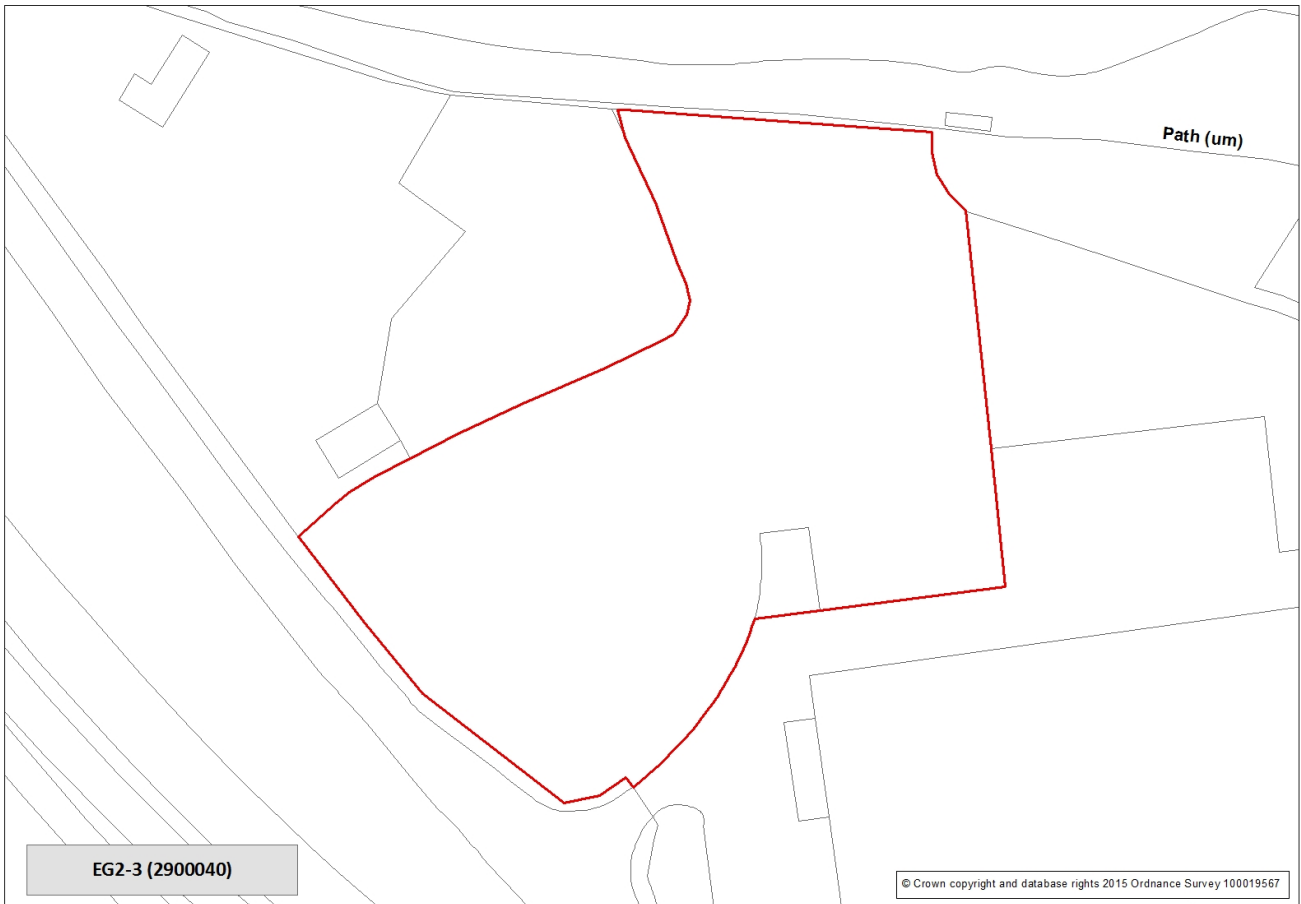 Path (um)
EG2-3 (2900040)
© Crown copyright and database rights 2015 Ordnance Survey 100019567